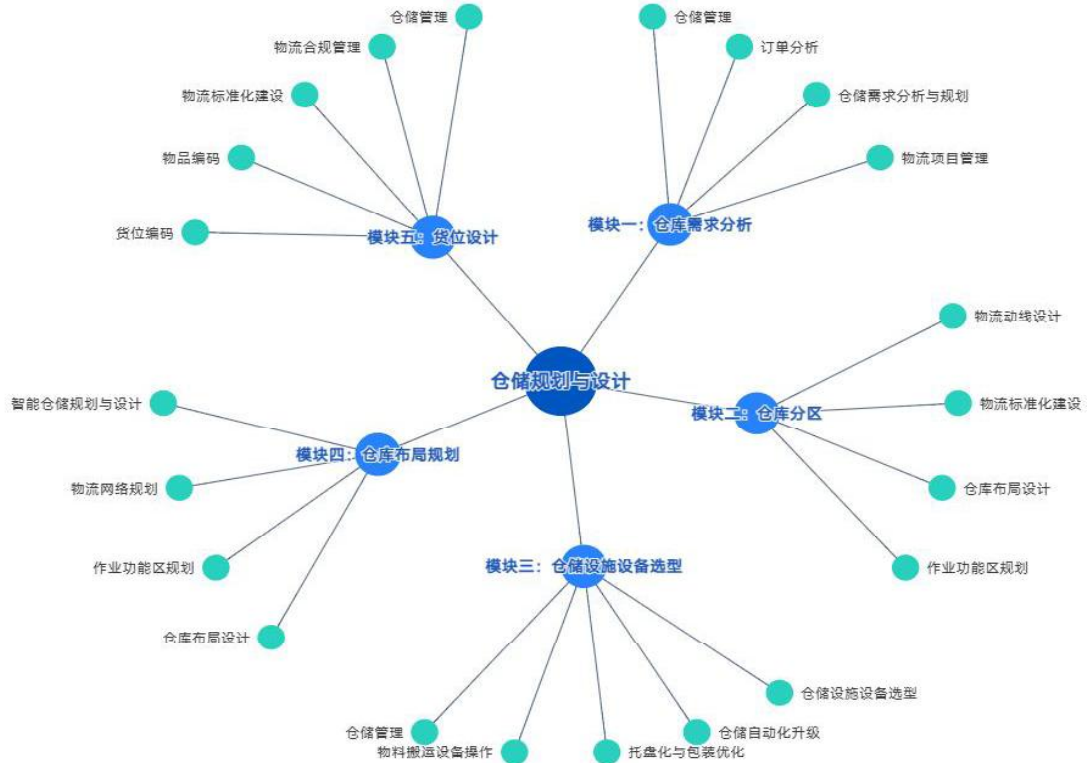 仓储管理
仓储管理
物流合规管理
订单分析
物流标准化建设
仓储需求分析与规划
物品编码
物流项目管理
货位编码
模块五：货位设计
模块一：仓库需求分析
物流动线设计
仓储规划与设计
智能仓储规划与设计
物流标准化建设
模块二：仓库分区
模块四：仓库布局规划
物流网络规划
仓库布局设计
作业功能区规划
模块三：仓储设施设备选型
作业功能区规划
仓库布局设计
仓储设施设备选型
仓储管理
仓储自动化升级
物料搬运设备操作
托盘化与包装优化